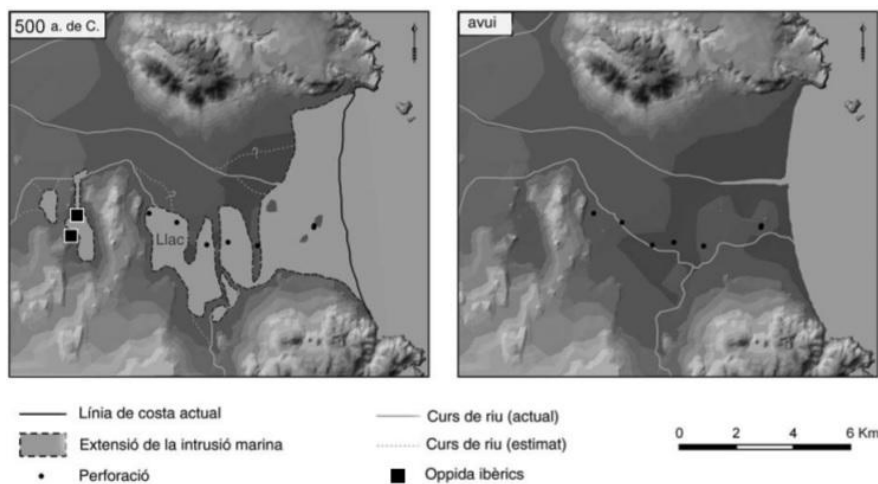 500 a. de C.
avui
Llac
Línia de costa actual
Extensió de la intrusió marina
Perforació
Curs de riu (actual)
Curs de riu (estimat)
Oppida ibèrics
0 2 4 6 Km